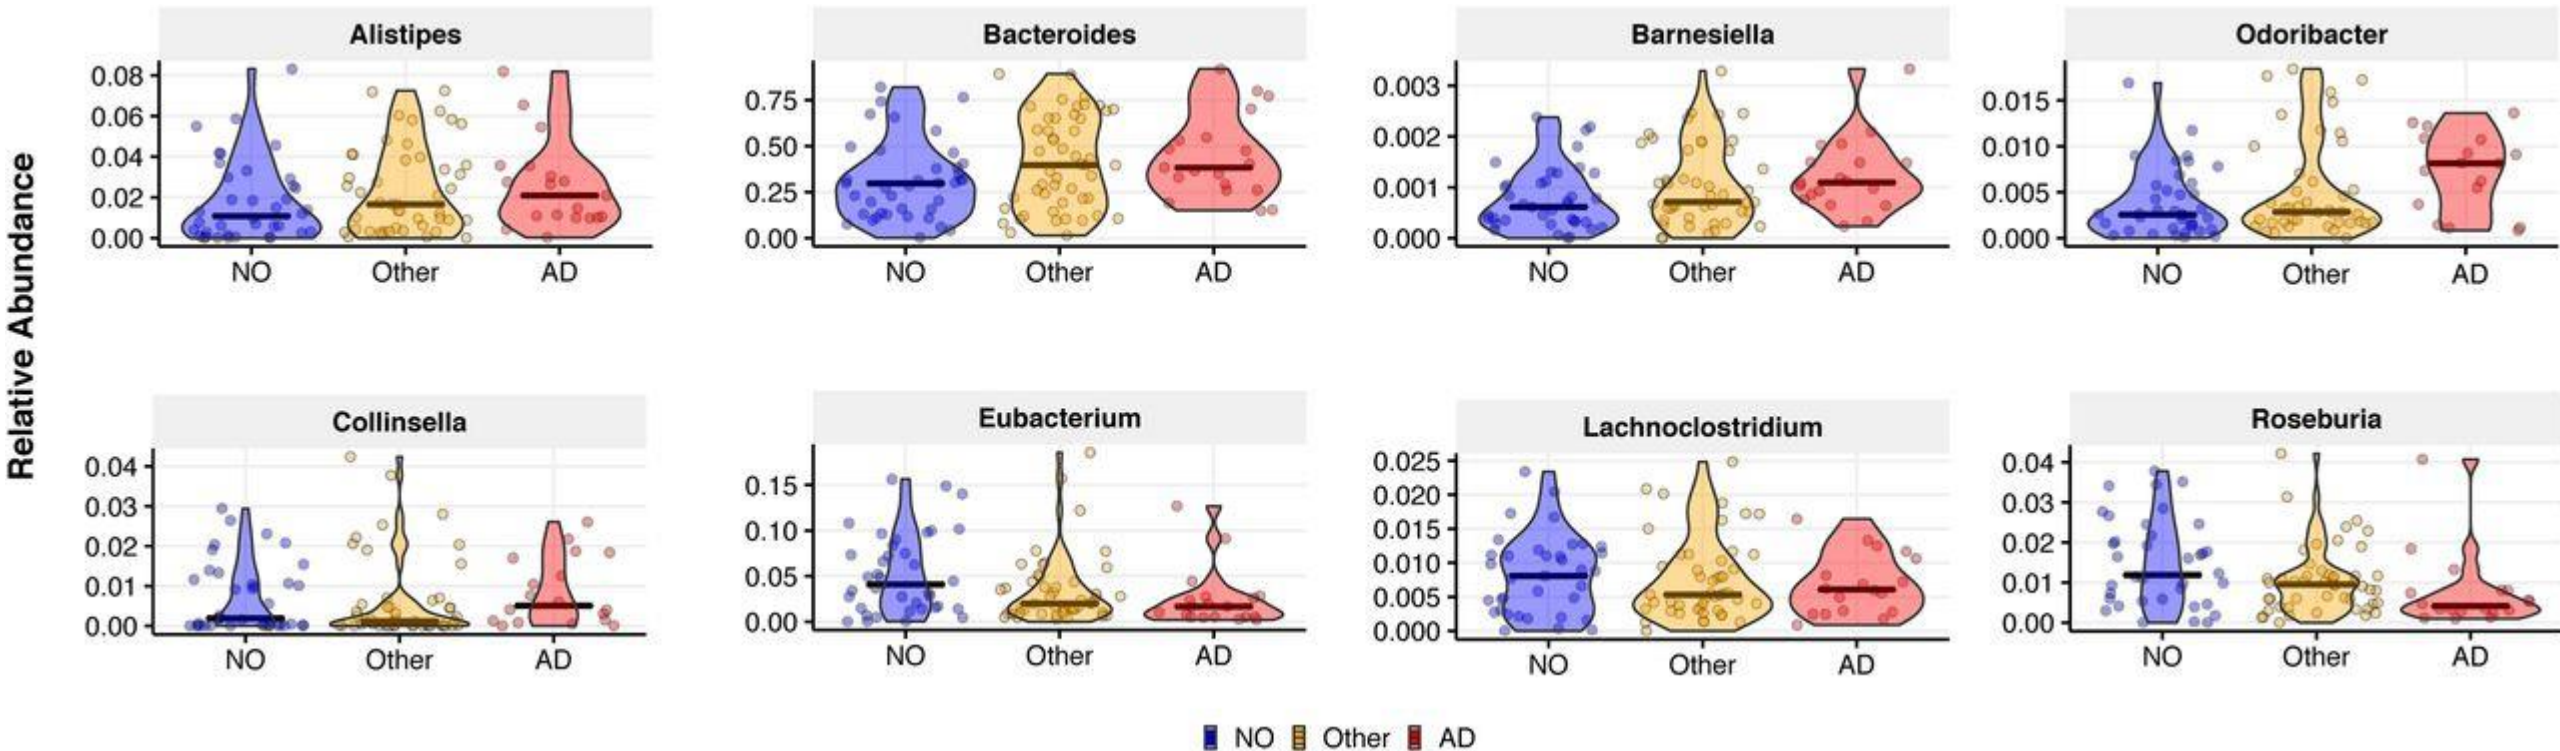 Relative Abundance
Alistipes
0.08
0.06
0.04
0.02
0.00
NO Other AD
Bacteroides
0.75
0.50
0.25
0.00
NO Other AD
Barnesiella
0.003
0.002
0.001
0.000
NO Other AD
Odoribacter
0.015
0.010
0.005
0.000
NO Other AD
Collinsella
0.04
0.03
0.02
0.01
0.00
NO Other AD
Eubacterium
0.15
0.10
0.05
0.00
NO Other AD
Lachnoclostridium
0.025
0.020
0.015
0.010
0.005
0.000
NO Other AD
Roseburia
0.04
0.03
0.02
0.01
0.00
NO Other AD
NO Other AD